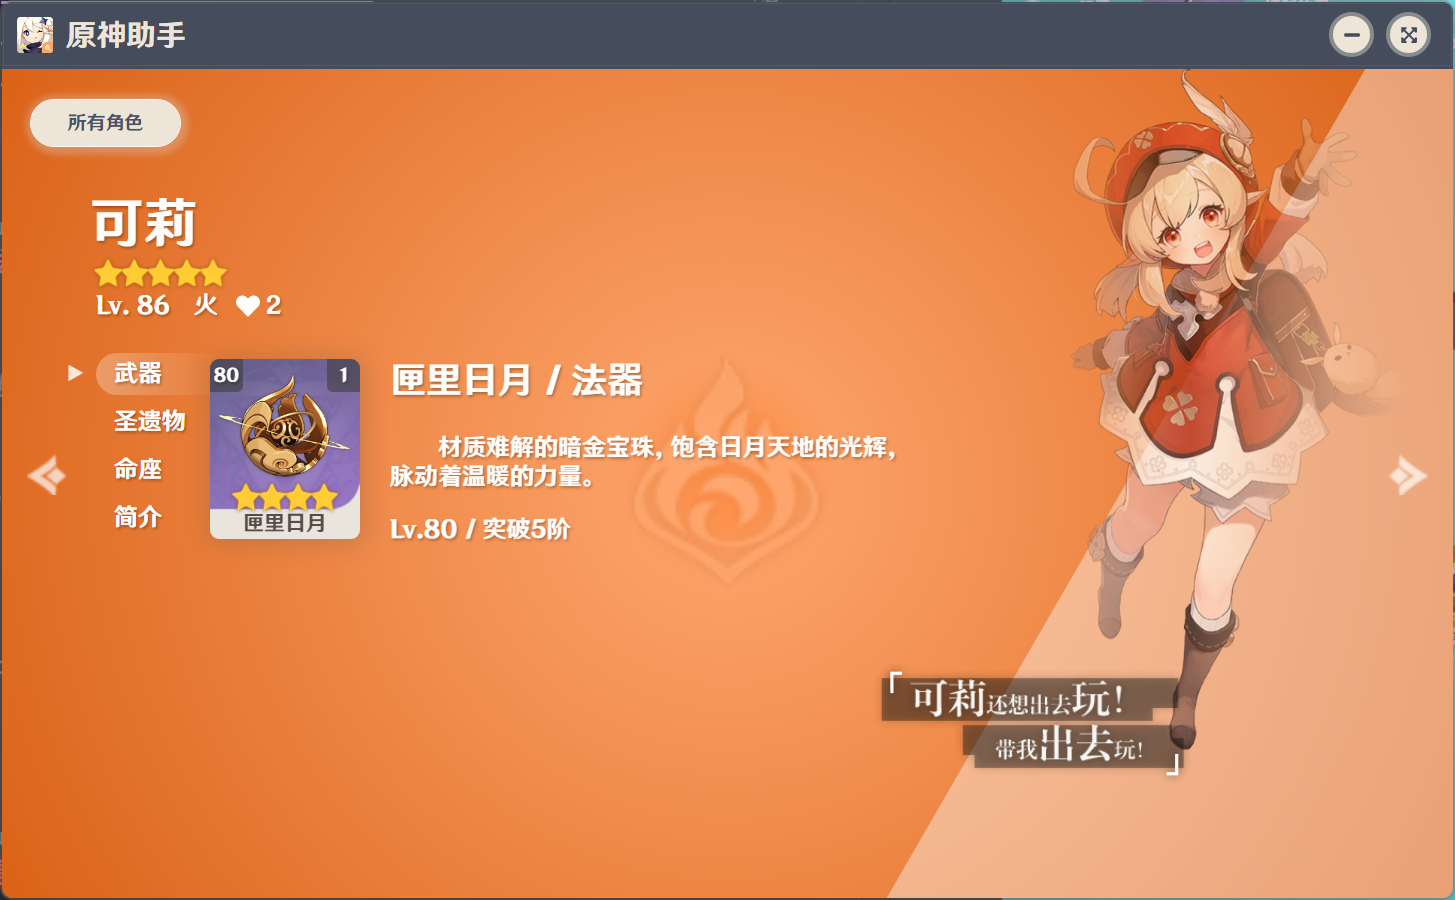 原神助手
所有角色
可莉
Lv. 86 火 2
武器
圣遗物
命座
简介
80 1
匣里日月
匣里日月 / 法器
材质难解的暗金宝珠，饱含日月天地的光辉，
脉动着温暖的力量。
Lv.80 / 突破5阶
「可莉还想出去玩！
带我出去玩！」